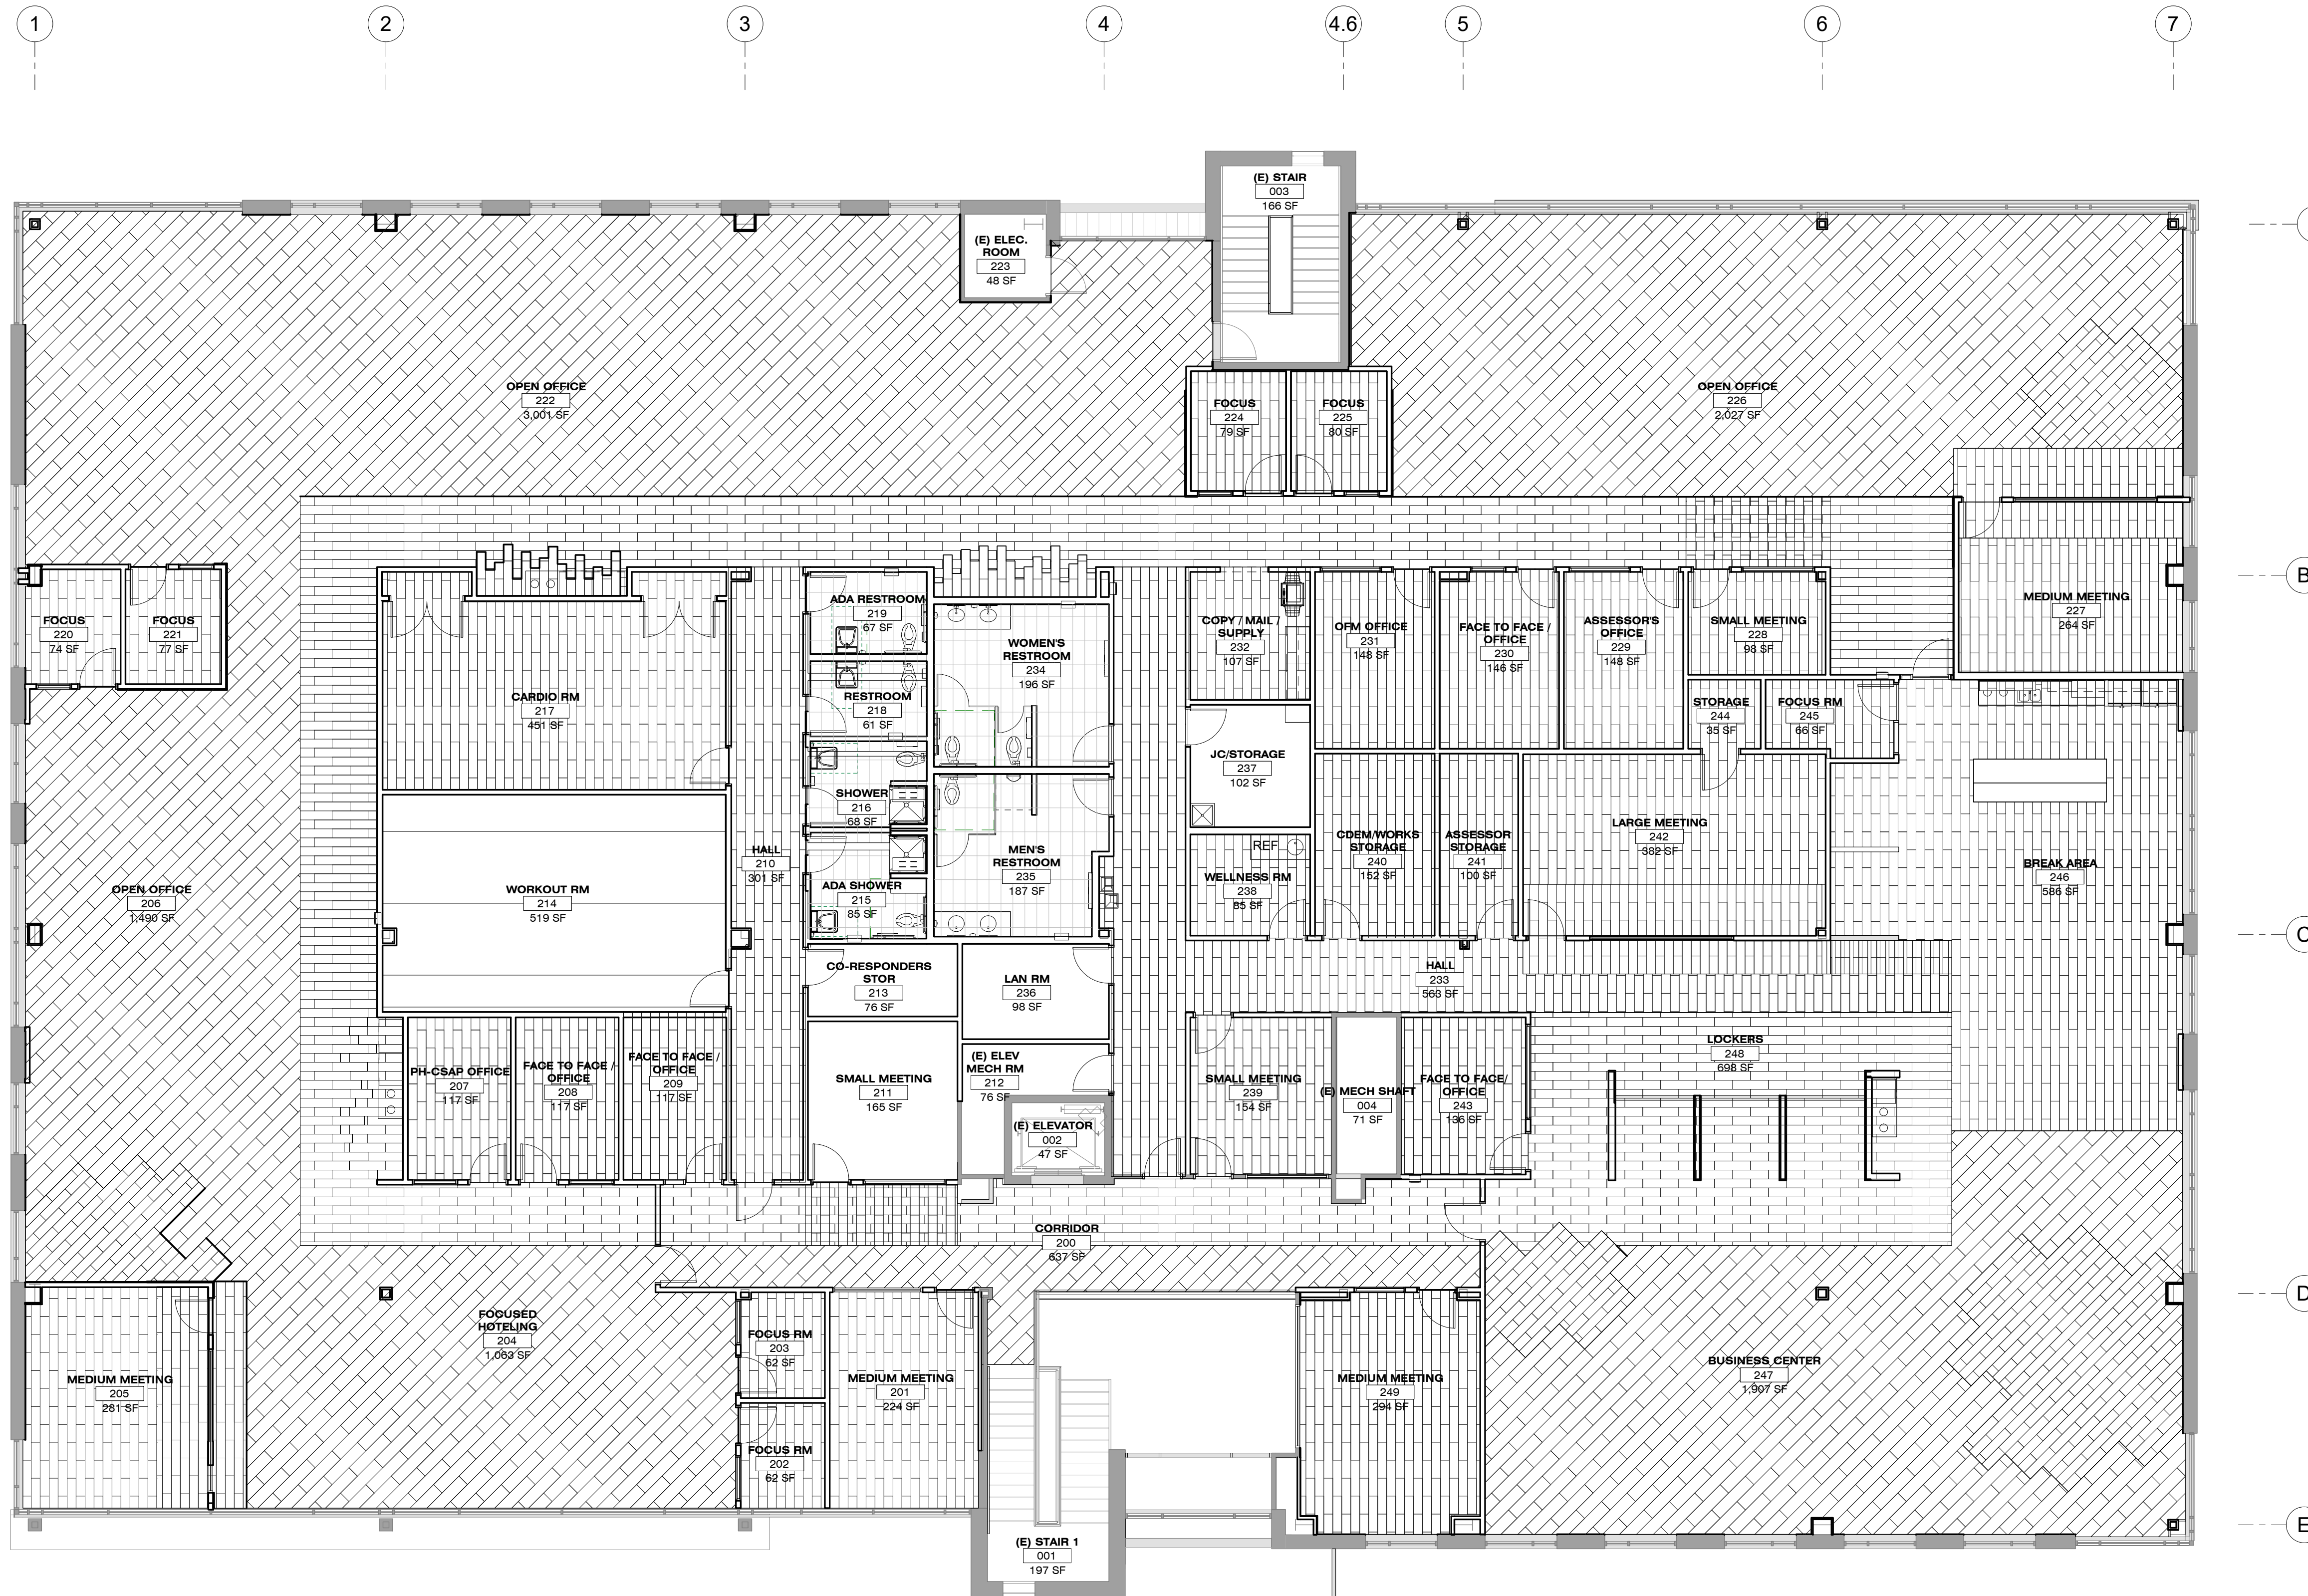 1
2
3
4
4.6
5
6
7
(E) STAIR
003
166 SF
(E) ELEC.
ROOM
223
48 SF
OPEN OFFICE
222
3,001 SF
FOCUS
224
79 SF
FOCUS
225
80 SF
OPEN OFFICE
226
2,027 SF
B
FOCUS
220
74 SF
FOCUS
221
77 SF
CARDIO RM
217
451 SF
ADA RESTROOM
219
67 SF
RESTROOM
218
61 SF
WOMEN'S
RESTROOM
234
196 SF
COPY / MAIL /
SUPPLY
232
107 SF
OFM OFFICE
231
148 SF
FACE TO FACE /
OFFICE
230
146 SF
ASSESSOR'S
OFFICE
229
148 SF
SMALL MEETING
228
98 SF
MEDIUM MEETING
227
264 SF
STORAGE
244
35 SF
FOCUS RM
245
66 SF
JC/STORAGE
237
102 SF
SHOWER
216
68 SF
HALL
210
301 SF
MEN'S
RESTROOM
235
187 SF
REF
WELLNESS RM
238
85 SF
CDEM/WORKS
STORAGE
240
152 SF
ASSESSOR
STORAGE
241
100 SF
LARGE MEETING
242
382 SF
BREAK AREA
246
586 SF
OPEN OFFICE
206
1,490 SF
WORKOUT RM
214
519 SF
ADA SHOWER
215
85 SF
C
CO-RESPONDERS
STOR
213
76 SF
LAN RM
236
98 SF
HALL
233
563 SF
LOCKERS
248
698 SF
PH-CSAP OFFICE
207
117 SF
FACE TO FACE /
OFFICE
208
117 SF
FACE TO FACE /
OFFICE
209
117 SF
SMALL MEETING
211
165 SF
(E) ELEV
MECH RM
212
76 SF
(E) ELEVATOR
002
47 SF
SMALL MEETING
239
154 SF
(E) MECH SHAFT
004
71 SF
FACE TO FACE/
OFFICE
243
136 SF
CORRIDOR
200
637 SF
D
FOCUSED
HOTELING
204
1,063 SF
FOCUS RM
203
62 SF
MEDIUM MEETING
205
281 SF
MEDIUM MEETING
201
224 SF
MEDIUM MEETING
249
294 SF
BUSINESS CENTER
247
1,907 SF
FOCUS RM
202
62 SF
E
(E) STAIR 1
001
197 SF